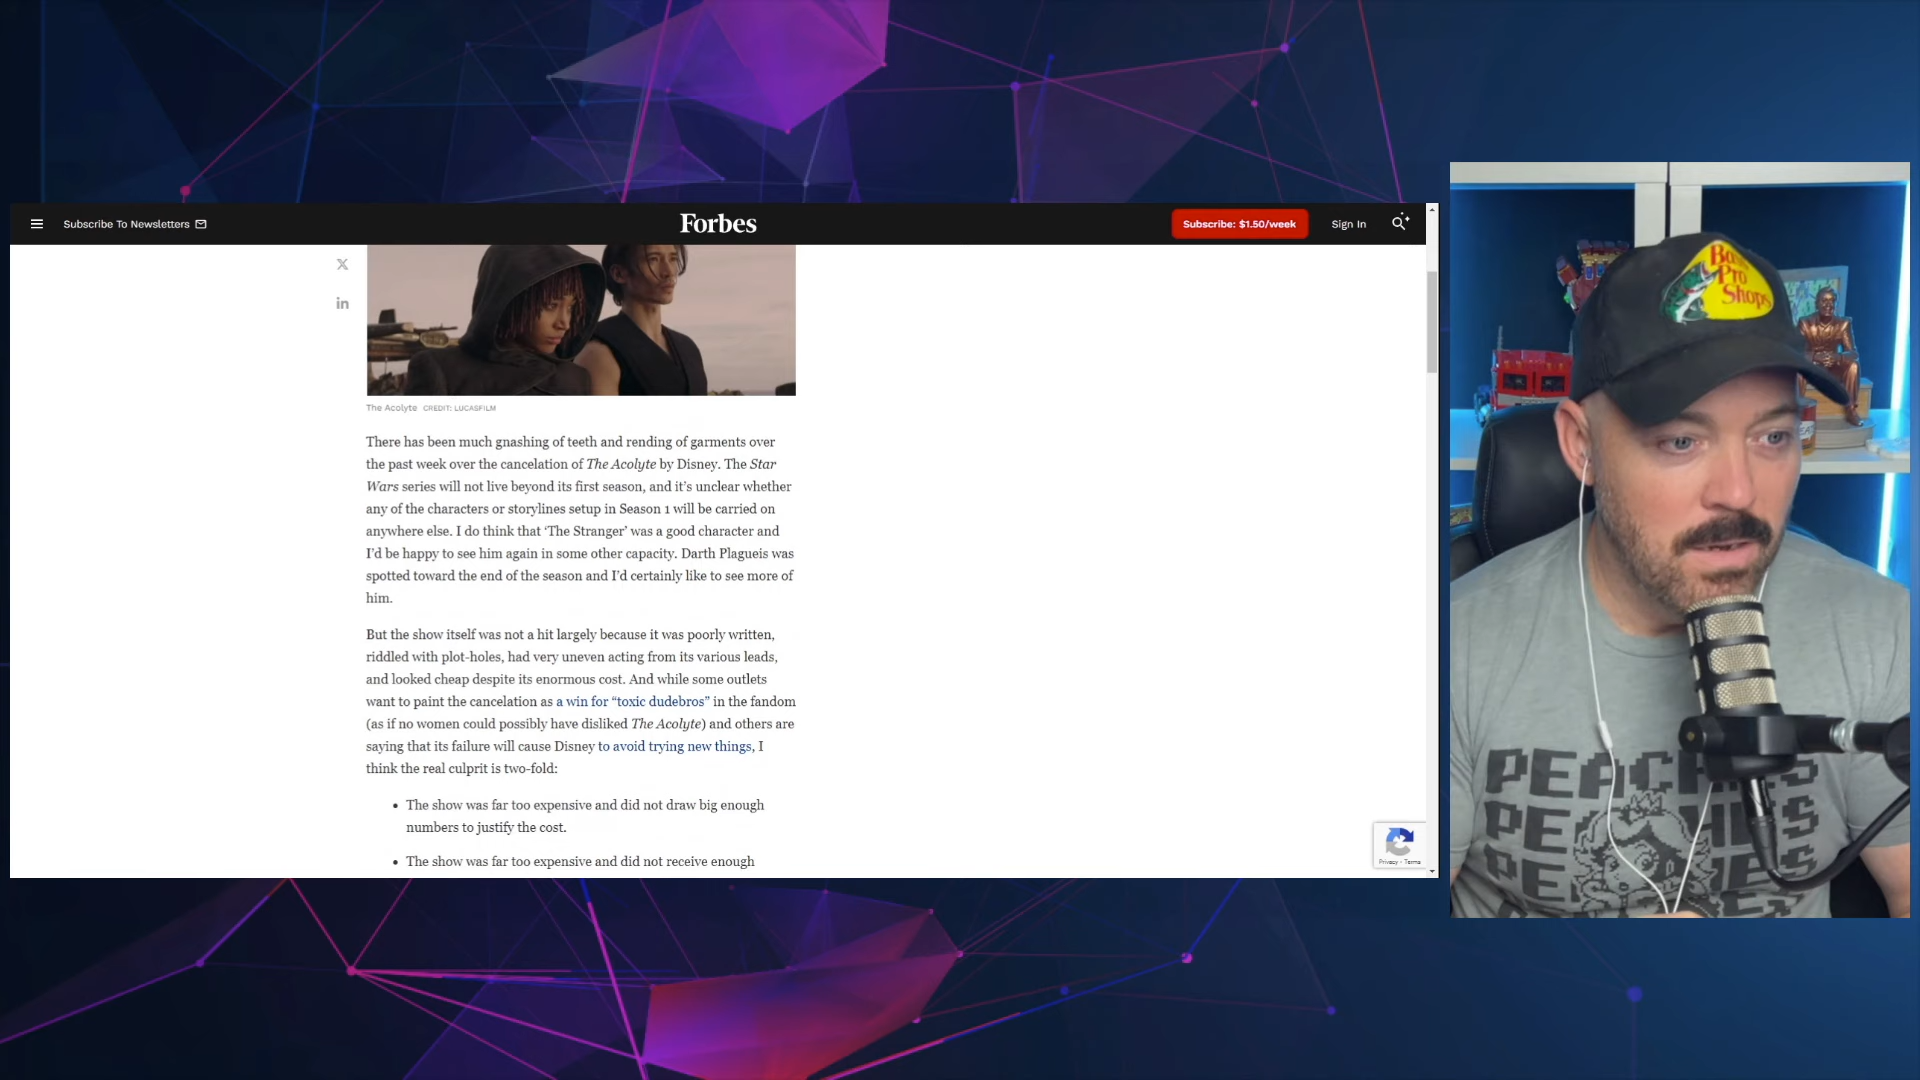 Subscribe To Newsletters
Forbes
Subscribe: $1.50/week
Sign In
in
The Acolyte CREDIT: LUCASFILM
There has been much gnashing of teeth and rending of garments over
the past week over the cancelation of The Acolyte by Disney. The Star
Wars series will not live beyond its first season, and it’s unclear whether
any of the characters or storylines setup in Season 1 will be carried on
anywhere else. I do think that ‘The Stranger’ was a good character and
I’d be happy to see him again in some other capacity. Darth Plagueis was
spotted toward the end of the season and I’d certainly like to see more of
him.
But the show itself was not a hit largely because it was poorly written,
riddled with plot-holes, had very uneven acting from its various leads,
and looked cheap despite its enormous cost. And while some outlets
want to paint the cancelation as a win for “toxic dudebros” in the fandom
(as if no women could possibly have disliked The Acolyte) and others are
saying that its failure will cause Disney to avoid trying new things, I
think the real culprit is two-fold:
• The show was far too expensive and did not draw big enough
numbers to justify the cost.
• The show was far too expensive and did not receive enough
Privacy - Terms
Bass
Pro
Shops
PEACHES
PEACHES
PE